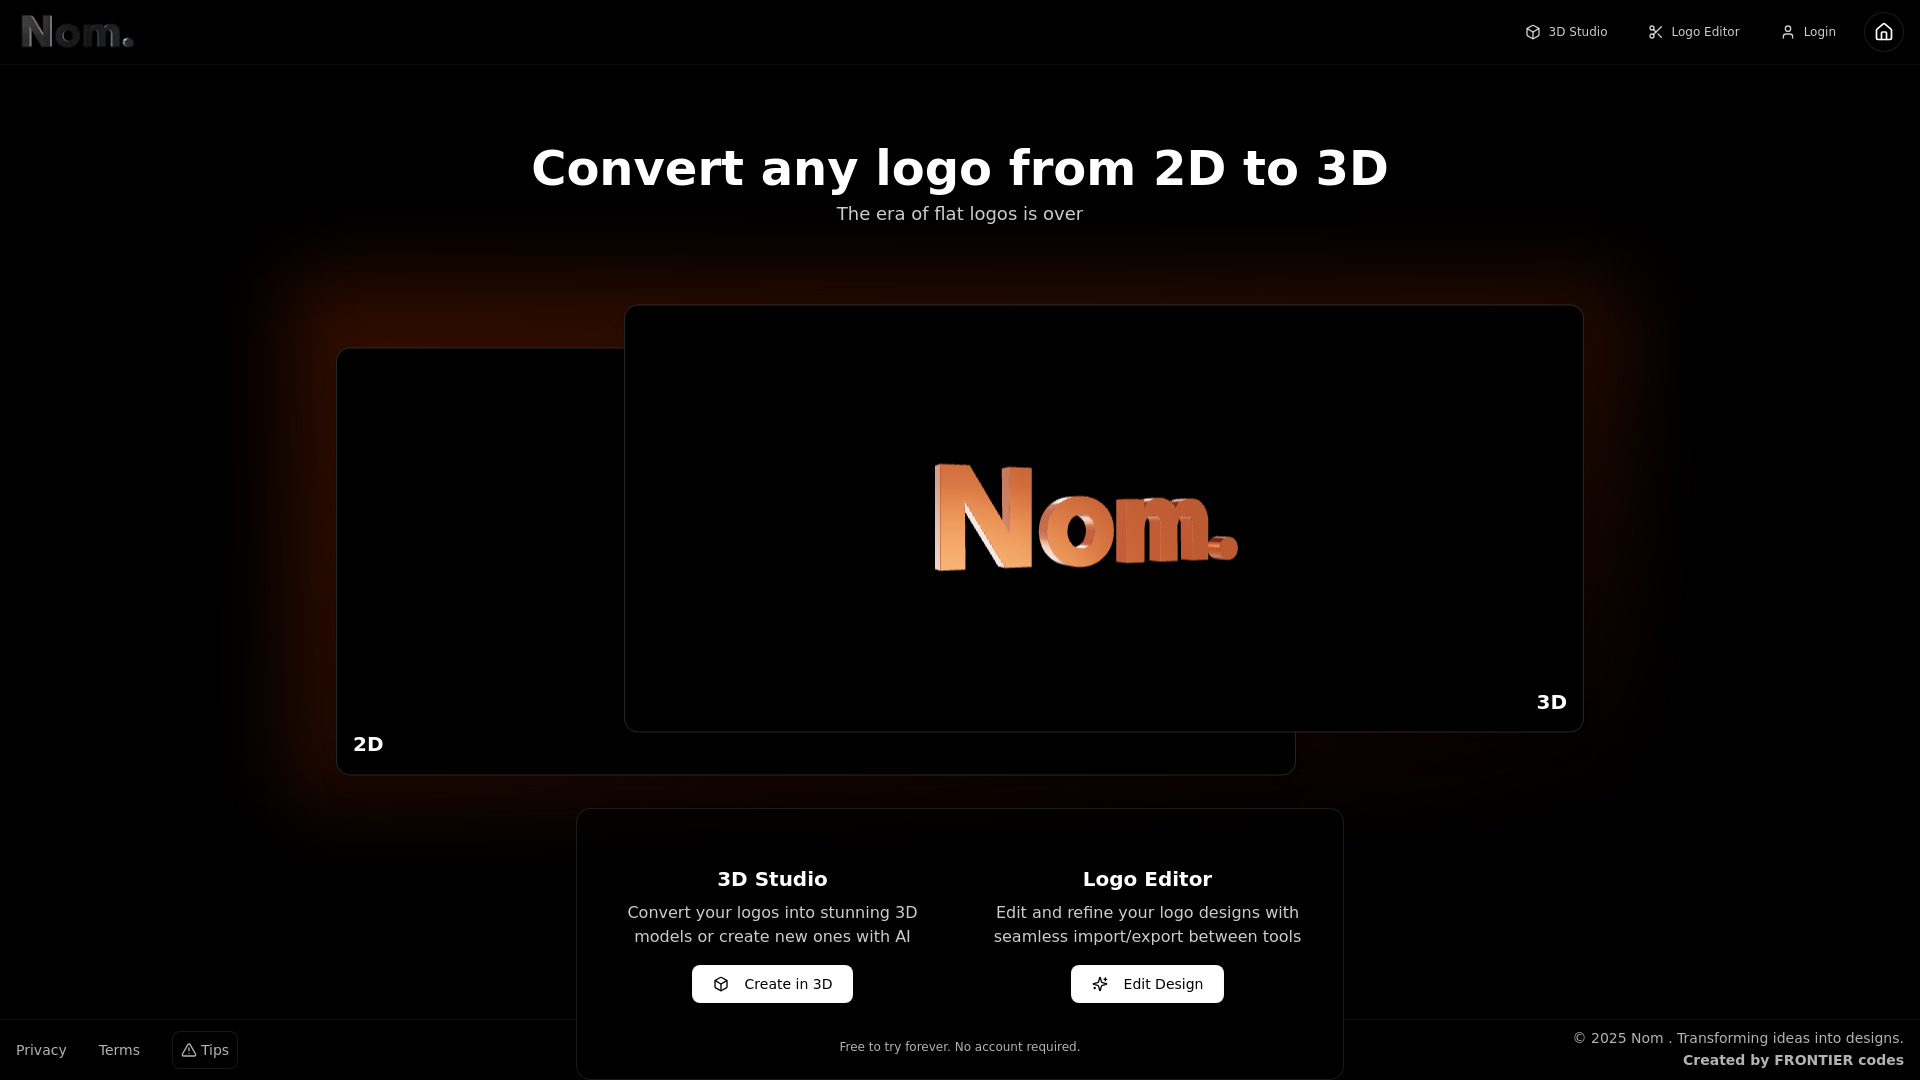 Nom.
3D Studio
Logo Editor
Login
Convert any logo from 2D to 3D
The era of flat logos is over
Nom.
3D
2D
3D Studio
Convert your logos into stunning 3D
models or create new ones with AI
Create in 3D
Logo Editor
Edit and refine your logo designs with
seamless import/export between tools
Edit Design
Free to try forever. No account required.
Privacy
Terms
Tips
© 2025 Nom . Transforming ideas into designs.
Created by FRONTIER codes